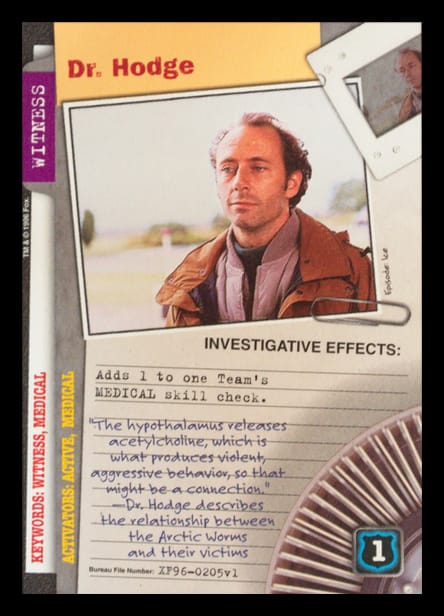 Dr. Hodge
WITNESS
TM & © 1996 Fox.
Episode: Ice
KEYWORDS: WITNESS, MEDICAL
ACTIVATORS: ACTIVE, MEDICAL
INVESTIGATIVE EFFECTS:
Adds 1 to one Team's
MEDICAL skill check.
"The hypothalamus releases
acetylcholine, which is
what produces violent,
aggressive behavior, so that
might be a connection."
—Dr. Hodge describes
the relationship between
the Arctic Worms
and their victims
Bureau File Number: XF96-0205v1
1